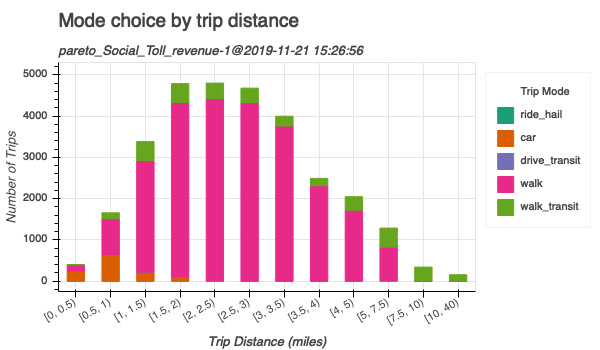 Mode choice by trip distance
pareto_Social_Toll_revenue-1@2019-11-21 15:26:56
5000
4000
3000
2000
1000
0
Number of Trips
[0, 0.5)
[0.5, 1)
[1, 1.5)
[1.5, 2)
[2, 2.5)
[2.5, 3)
[3, 3.5)
[3.5, 4)
[4, 5)
[5, 7.5)
[7.5, 10)
[10, 40)
Trip Distance (miles)
Trip Mode
ride_hail
car
drive_transit
walk
walk_transit